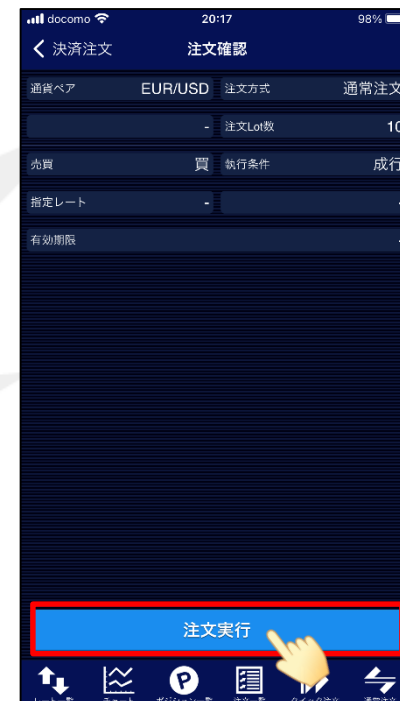 docomo 20:17 98%
決済注文 注文確認
通貨ペア EUR/USD 注文方式 通常注文
- 注文Lot数 10
売買 買 執行条件 成行
指定レート - -
有効期限 -
注文実行